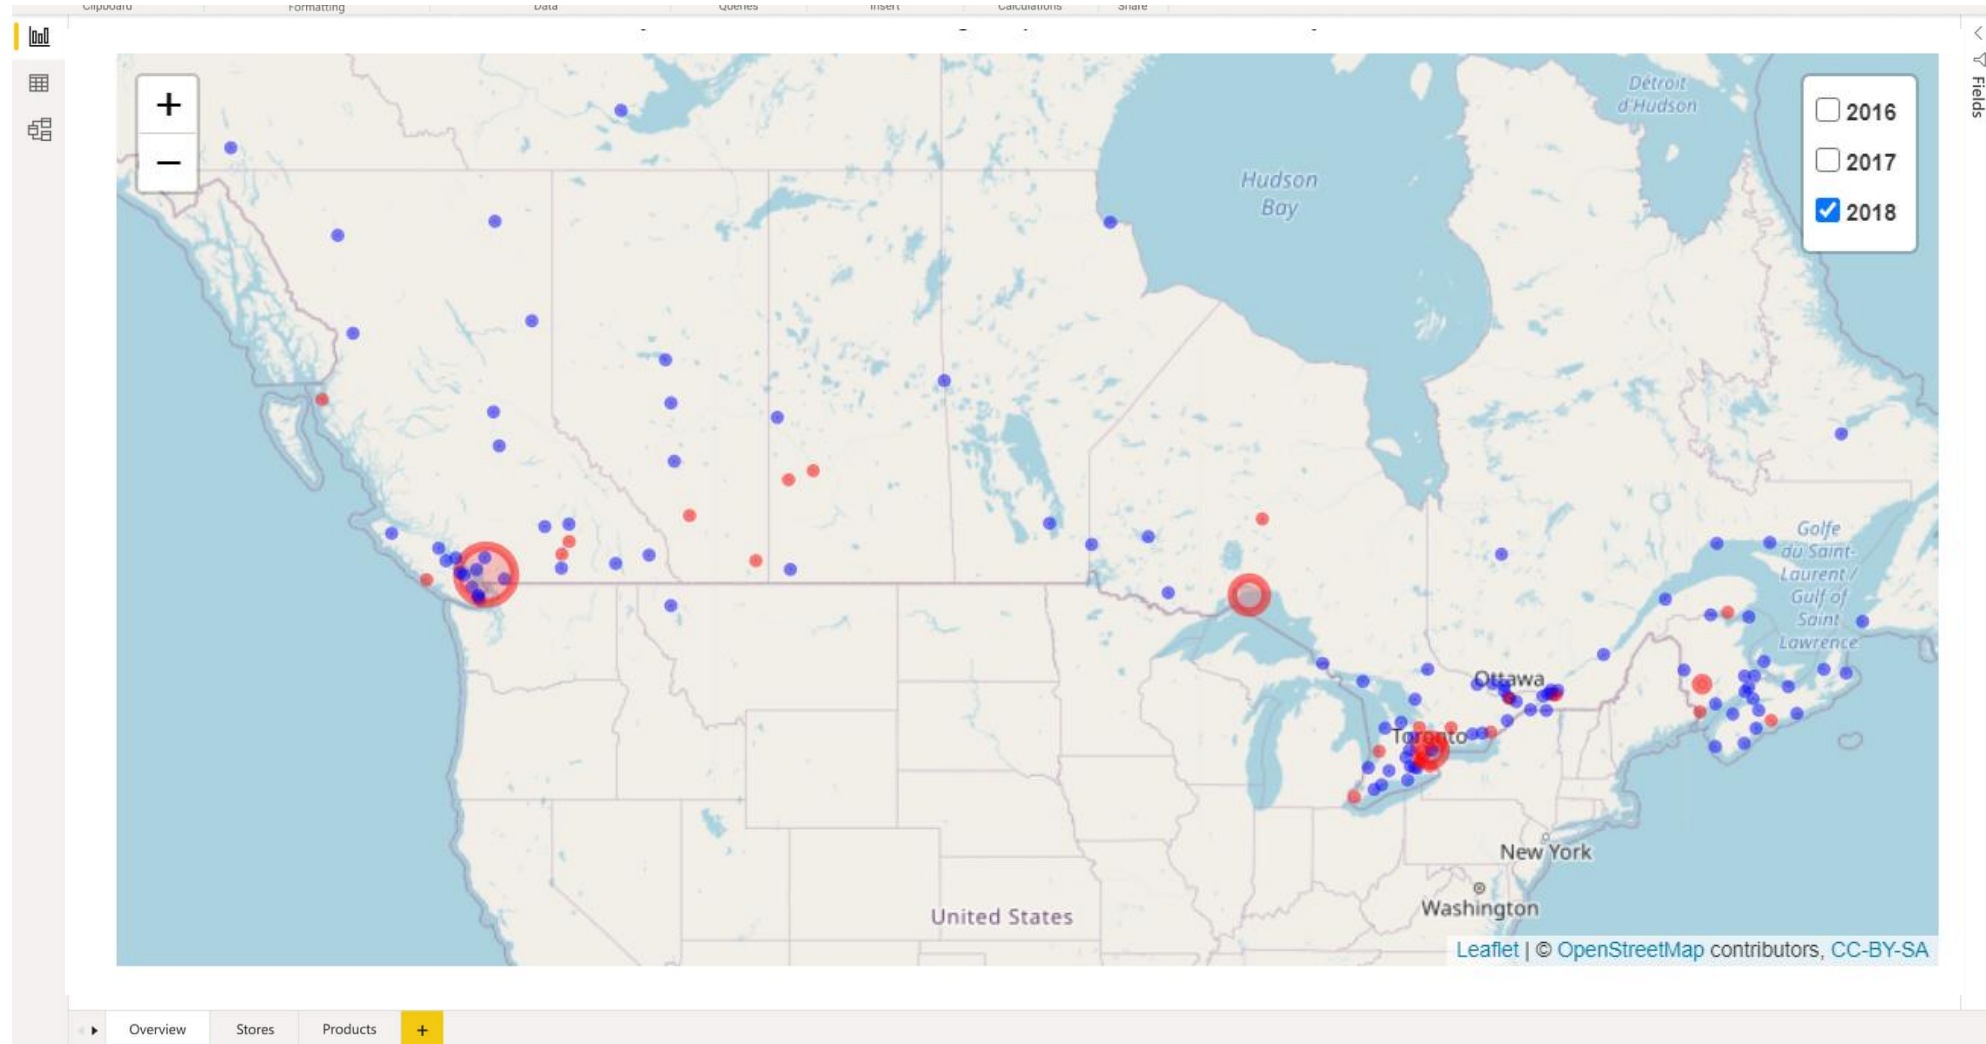 Clipboard
Formatting
Data
Queries
Insert
Calculations
Share
+
−
2016
2017
2018
Fields
Détroit
d'Hudson
Hudson
Bay
Golfe
du Saint-
Laurent /
Gulf of
Saint
Lawrence
Ottawa
Toronto
New York
Washington
United States
Leaflet | © OpenStreetMap contributors, CC-BY-SA
Overview
Stores
Products
+